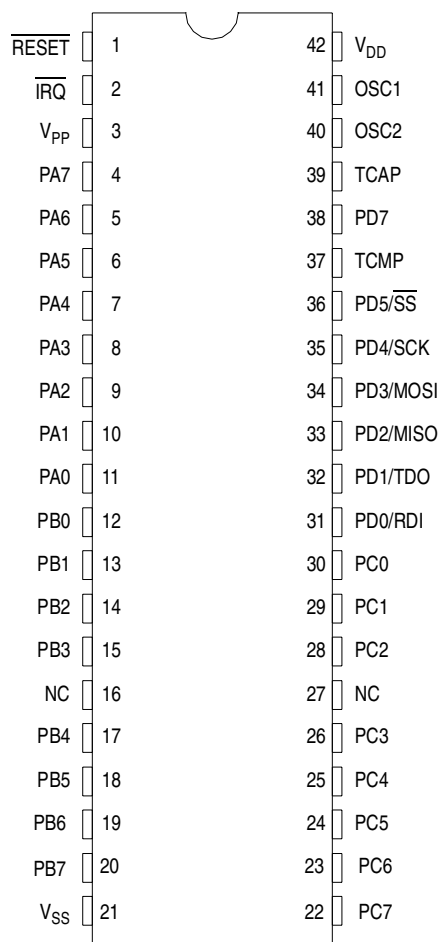 RESET 1 42 VDD
IRQ 2 41 OSC1
VPP 3 40 OSC2
PA7 4 39 TCAP
PA6 5 38 PD7
PA5 6 37 TCMP
PA4 7 36 PD5/SS
PA3 8 35 PD4/SCK
PA2 9 34 PD3/MOSI
PA1 10 33 PD2/MISO
PA0 11 32 PD1/TDO
PB0 12 31 PD0/RDI
PB1 13 30 PC0
PB2 14 29 PC1
PB3 15 28 PC2
NC 16 27 NC
PB4 17 26 PC3
PB5 18 25 PC4
PB6 19 24 PC5
PB7 20 23 PC6
VSS 21 22 PC7